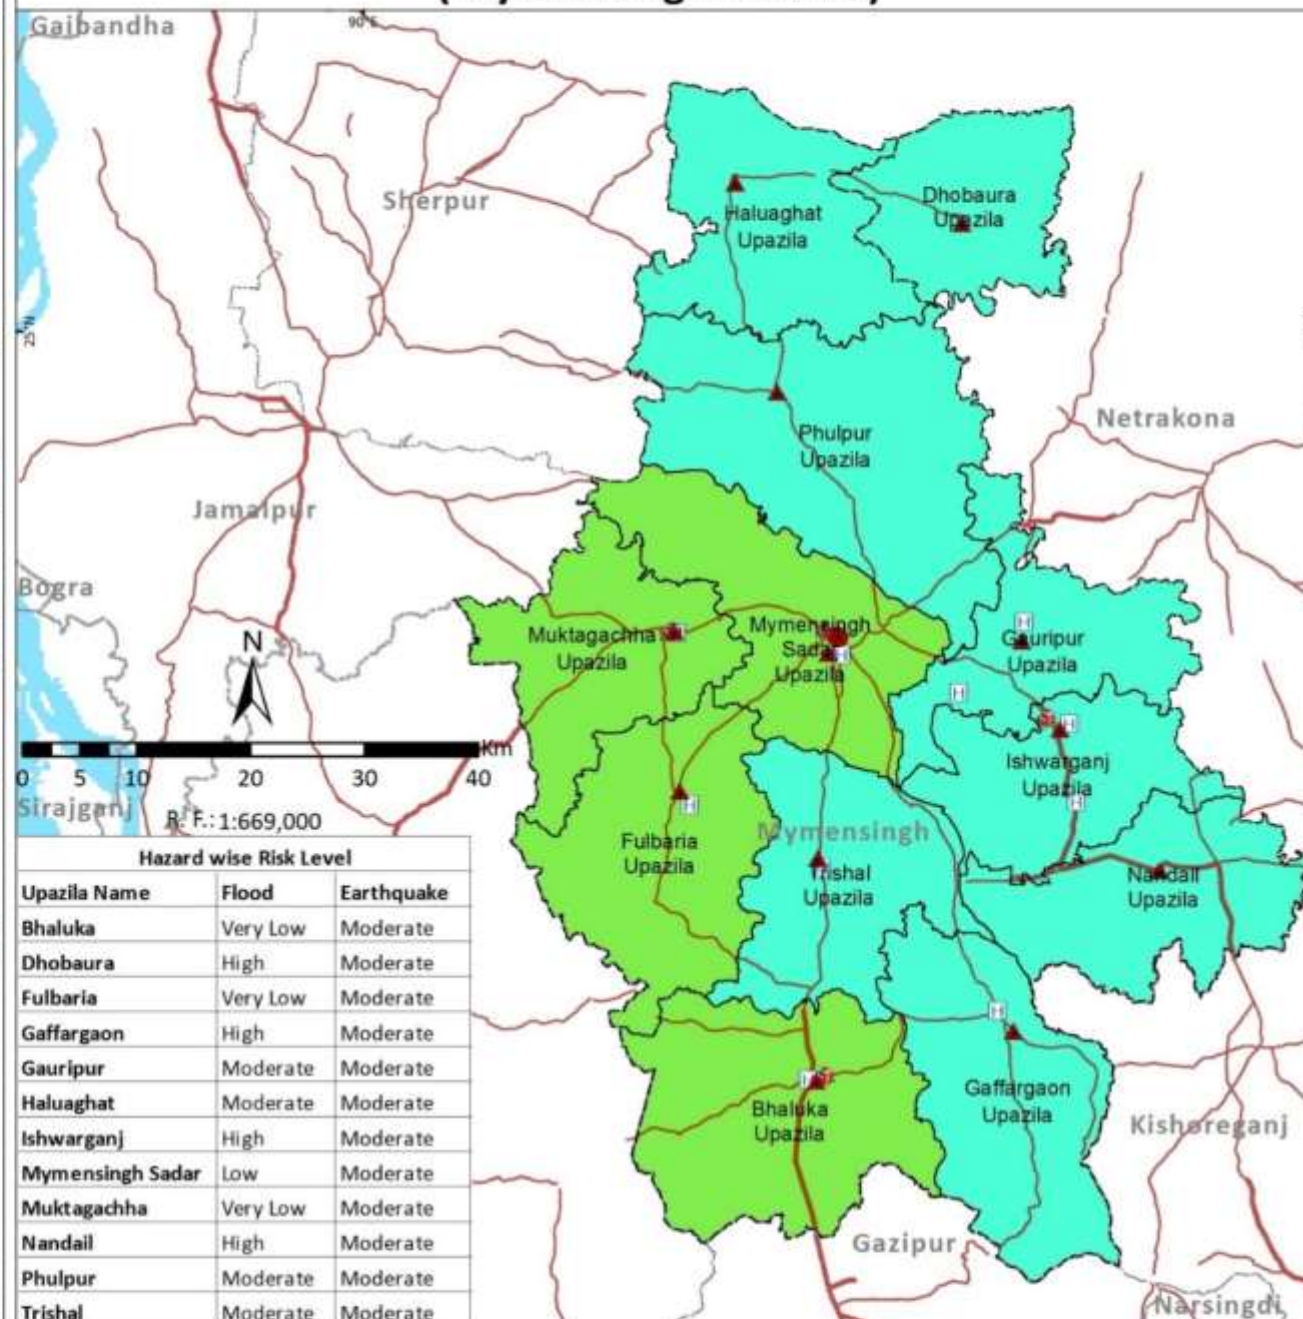 Gaibandha
90°E
Sherpur
Haluaghat
Upazila
Dhobaura
Upazila
25°N
Phulpur
Upazila
Netrakona
Jamalpur
Bogra
N
Muktagachha
Upazila
Mymensingh
Sadar
Upazila
Gauripur
Upazila
H
H
H
H
Km
0 5 10 20 30 40
Ishwarganj
Upazila
H
H
Sirajganj
R. F.: 1:669,000
Mymensingh
Fulbaria
Upazila
Trishal
Upazila
Nandail
Upazila
H
Gaffargaon
Upazila
Bhaluka
Upazila
Kishoreganj
Gazipur
Narsingdi
Hazard wise Risk Level
Upazila Name Flood Earthquake
Bhaluka Very Low Moderate
Dhobaura High Moderate
Fulbaria Very Low Moderate
Gaffargaon High Moderate
Gauripur Moderate Moderate
Haluaghat Moderate Moderate
Ishwarganj High Moderate
Mymensingh Sadar Low Moderate
Muktagachha Very Low Moderate
Nandail High Moderate
Phulpur Moderate Moderate
Trishal Moderate Moderate